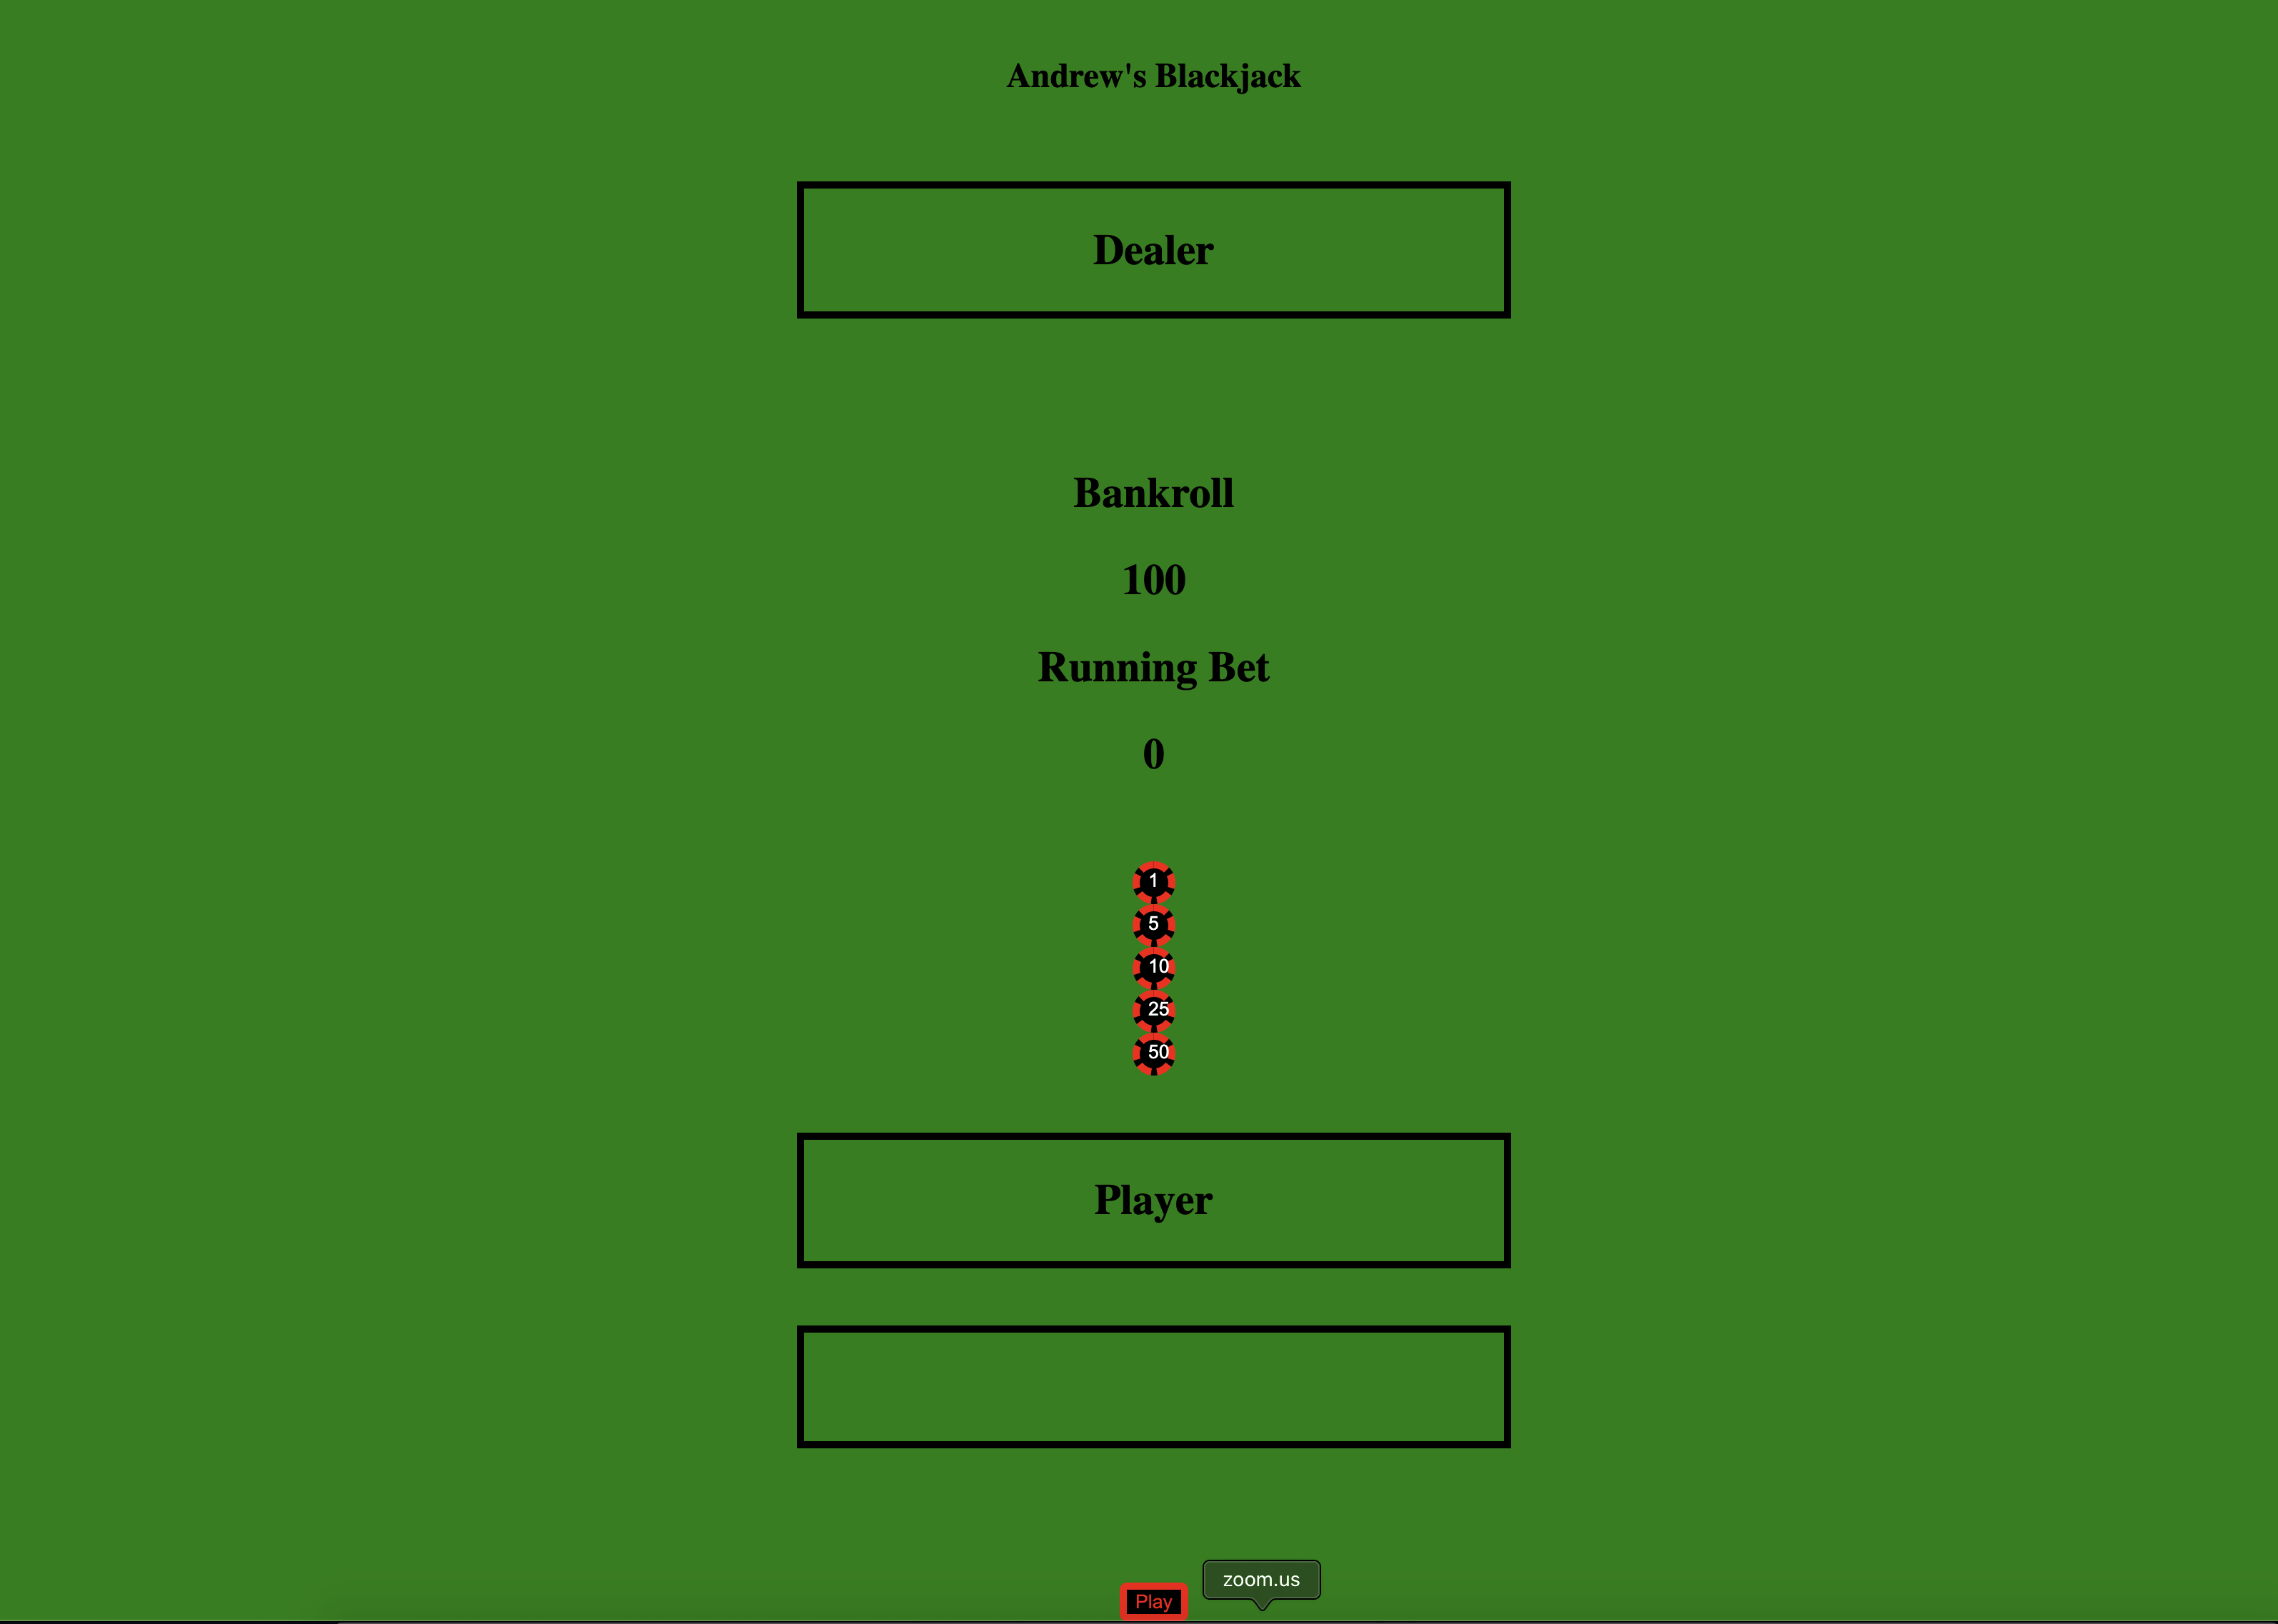 Andrew's Blackjack
Dealer
Bankroll
100
Running Bet
0
1
5
10
25
50
Player
zoom.us
Play